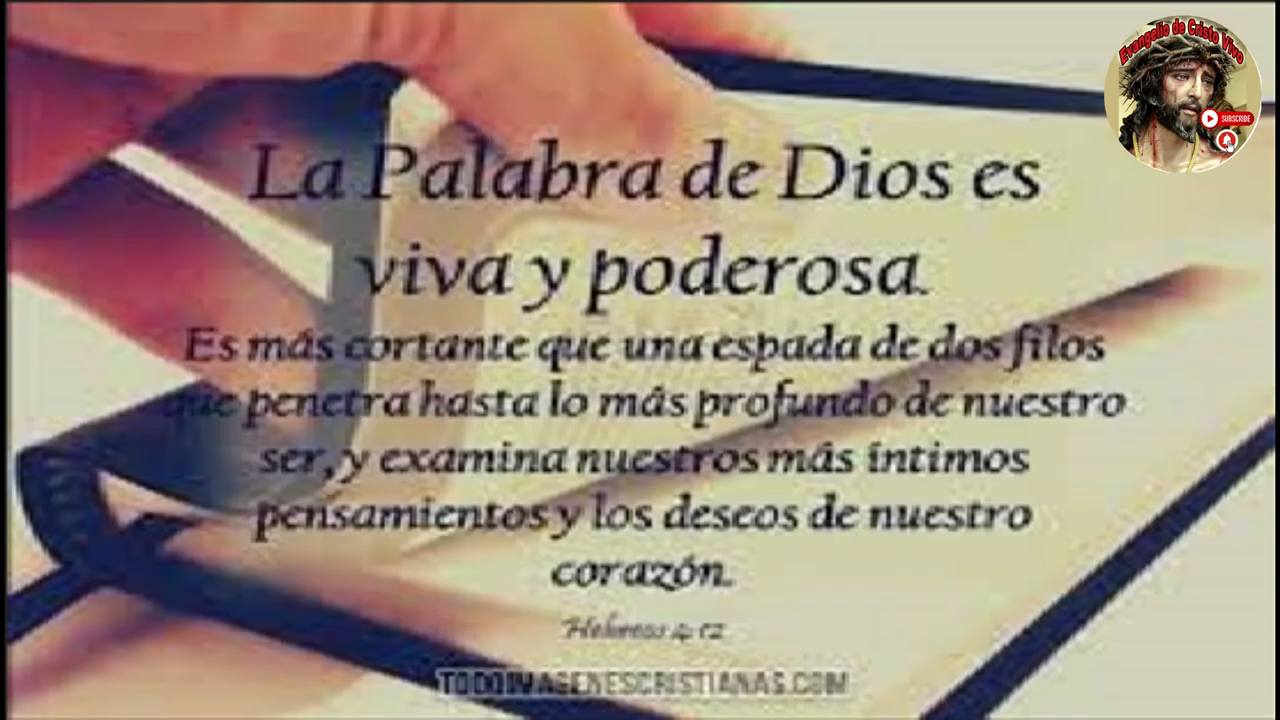 Evangelio de Cristo Vivo
SUBSCRIBE
La Palabra de Dios es
viva y poderosa.
Es más cortante que una espada de dos filos
que penetra hasta lo más profundo de nuestro
ser, y examina nuestros más íntimos
pensamientos y los deseos de nuestro
corazón.
Hebreos 4:12
TODOIMAGENESCRISTIANAS.COM